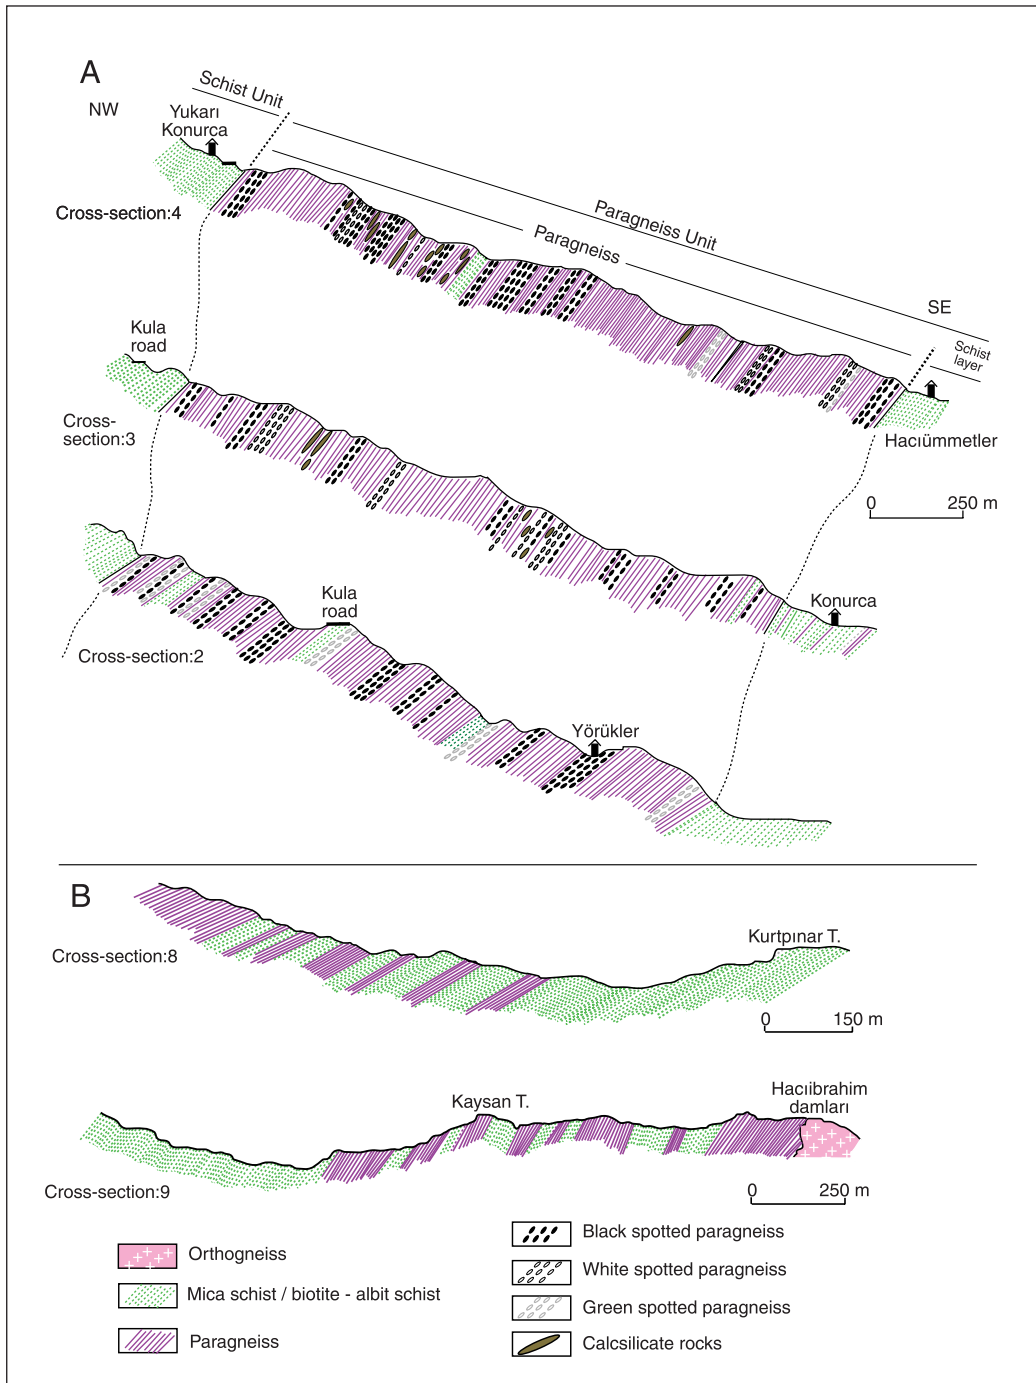 A
NW
Schist Unit
Yukarı
Konurca
Cross-section:4
Paragneiss Unit
Paragneiss
SE
Schist
layer
Hacıümmetler
0 250 m
Kula
road
Cross-
section:3
Konurca
Kula
road
Cross-section:2
Yörükler
B
Cross-section:8
Kurtpınar T.
0 150 m
Kaysan T.
Hacıibrahim
damları
Cross-section:9
0 250 m
Orthogneiss
Mica schist / biotite - albit schist
Paragneiss
Black spotted paragneiss
White spotted paragneiss
Green spotted paragneiss
Calcsilicate rocks